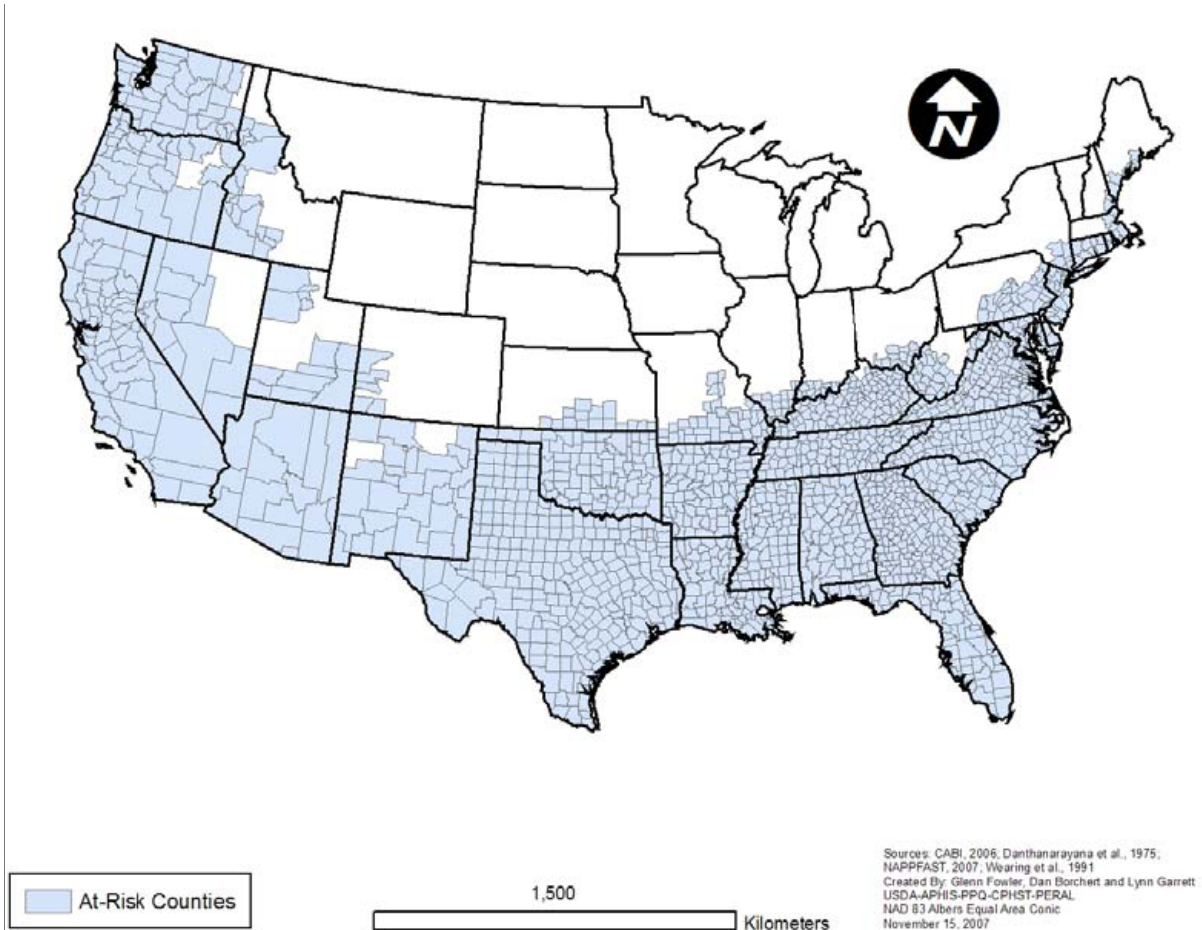 N
At-Risk Counties
1,500
Kilometers
Sources: CABI, 2006; Danthanarayana et al., 1975;
NAPPFAST, 2007; Wearing et al., 1991
Created By: Glenn Fowler, Dan Borchert and Lynn Garrett
USDA-APHIS-PPQ-CPHST-PERAL
NAD 83 Albers Equal Area Conic
November 15, 2007